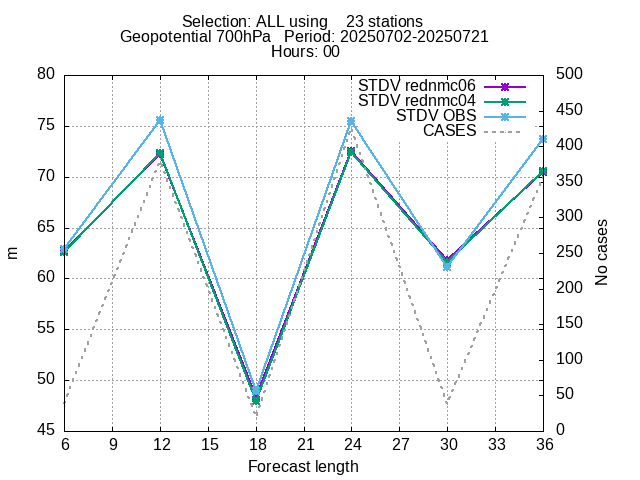 Selection: ALL using    23 stations
Geopotential 700hPa   Period: 20250702-20250721
Hours: 00
STDV rednmc06
STDV rednmc04
STDV OBS
CASES
80
75
70
65
60
55
50
45
m
500
450
400
350
300
250
200
150
100
50
0
No cases
6 9 12 15 18 21 24 27 30 33 36
Forecast length